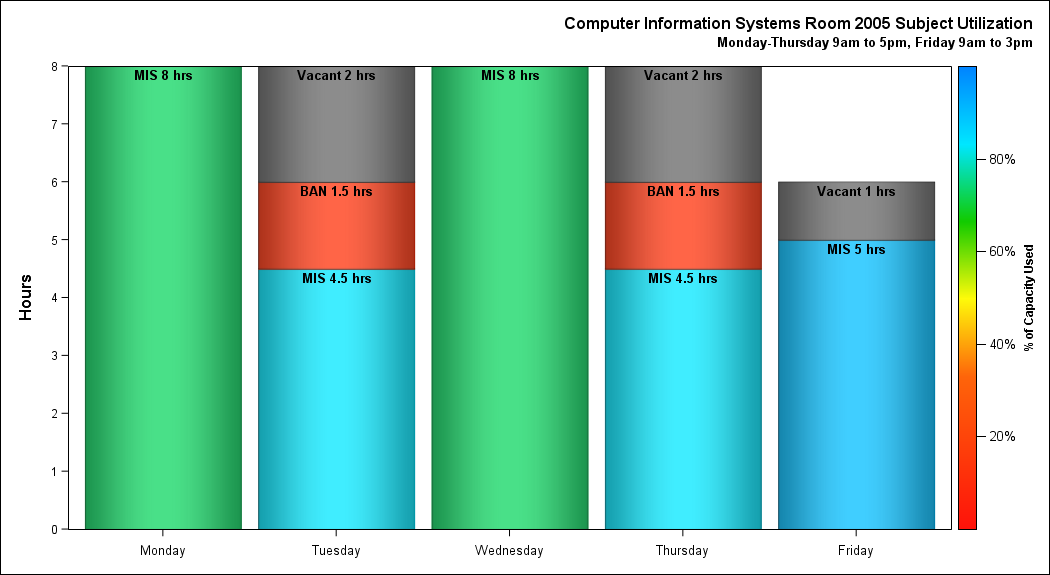 Computer Information Systems Room 2005 Subject Utilization
Monday-Thursday 9am to 5pm, Friday 9am to 3pm
Hours
8
7
6
5
4
3
2
1
0
MIS 8 hrs
Vacant 2 hrs
BAN 1.5 hrs
MIS 4.5 hrs
MIS 8 hrs
Vacant 2 hrs
BAN 1.5 hrs
MIS 4.5 hrs
Vacant 1 hrs
MIS 5 hrs
Monday
Tuesday
Wednesday
Thursday
Friday
80%
60%
40%
20%
% of Capacity Used